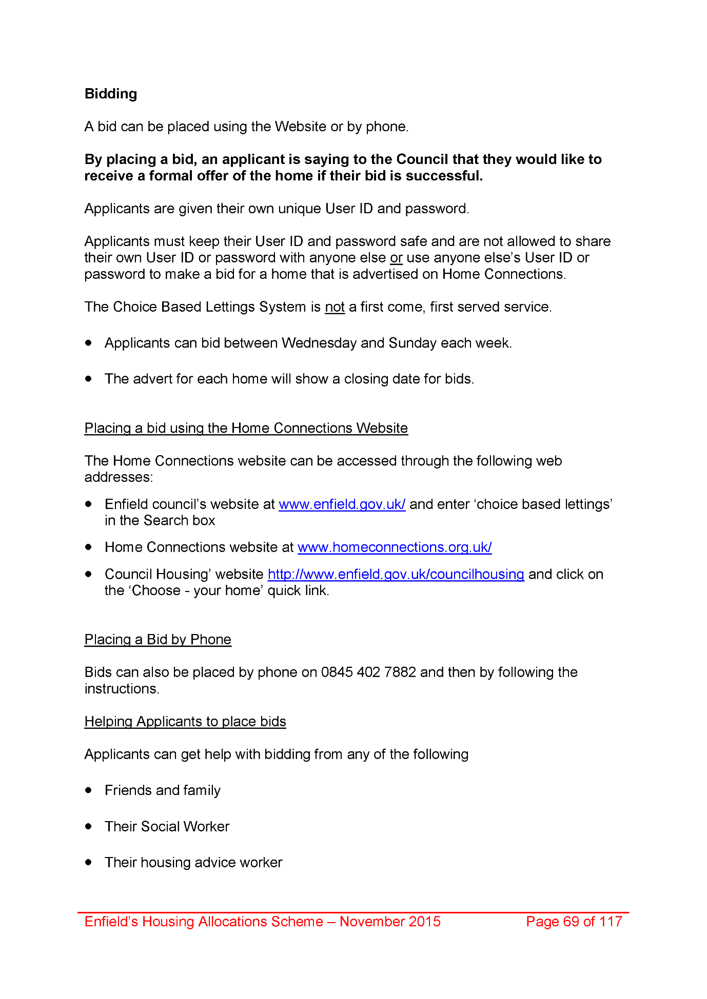 Bidding
A bid can be placed using the Website or by phone.
By placing a bid, an applicant is saying to the Council that they would like to
receive a formal offer of the home if their bid is successful.
Applicants are given their own unique User ID and password.
Applicants must keep their User ID and password safe and are not allowed to share
their own User ID or password with anyone else or use anyone else’s User ID or
password to make a bid for a home that is advertised on Home Connections.
The Choice Based Lettings System is not a first come, first served service.
● Applicants can bid between Wednesday and Sunday each week.
● The advert for each home will show a closing date for bids.
Placing a bid using the Home Connections Website
The Home Connections website can be accessed through the following web
addresses:
● Enfield council’s website at www.enfield.gov.uk/ and enter ‘choice based lettings’
in the Search box
● Home Connections website at www.homeconnections.org.uk/
● Council Housing’ website http://www.enfield.gov.uk/councilhousing and click on
the ‘Choose - your home’ quick link.
Placing a Bid by Phone
Bids can also be placed by phone on 0845 402 7882 and then by following the
instructions.
Helping Applicants to place bids
Applicants can get help with bidding from any of the following
● Friends and family
● Their Social Worker
● Their housing advice worker
Enfield’s Housing Allocations Scheme – November 2015 Page 69 of 117